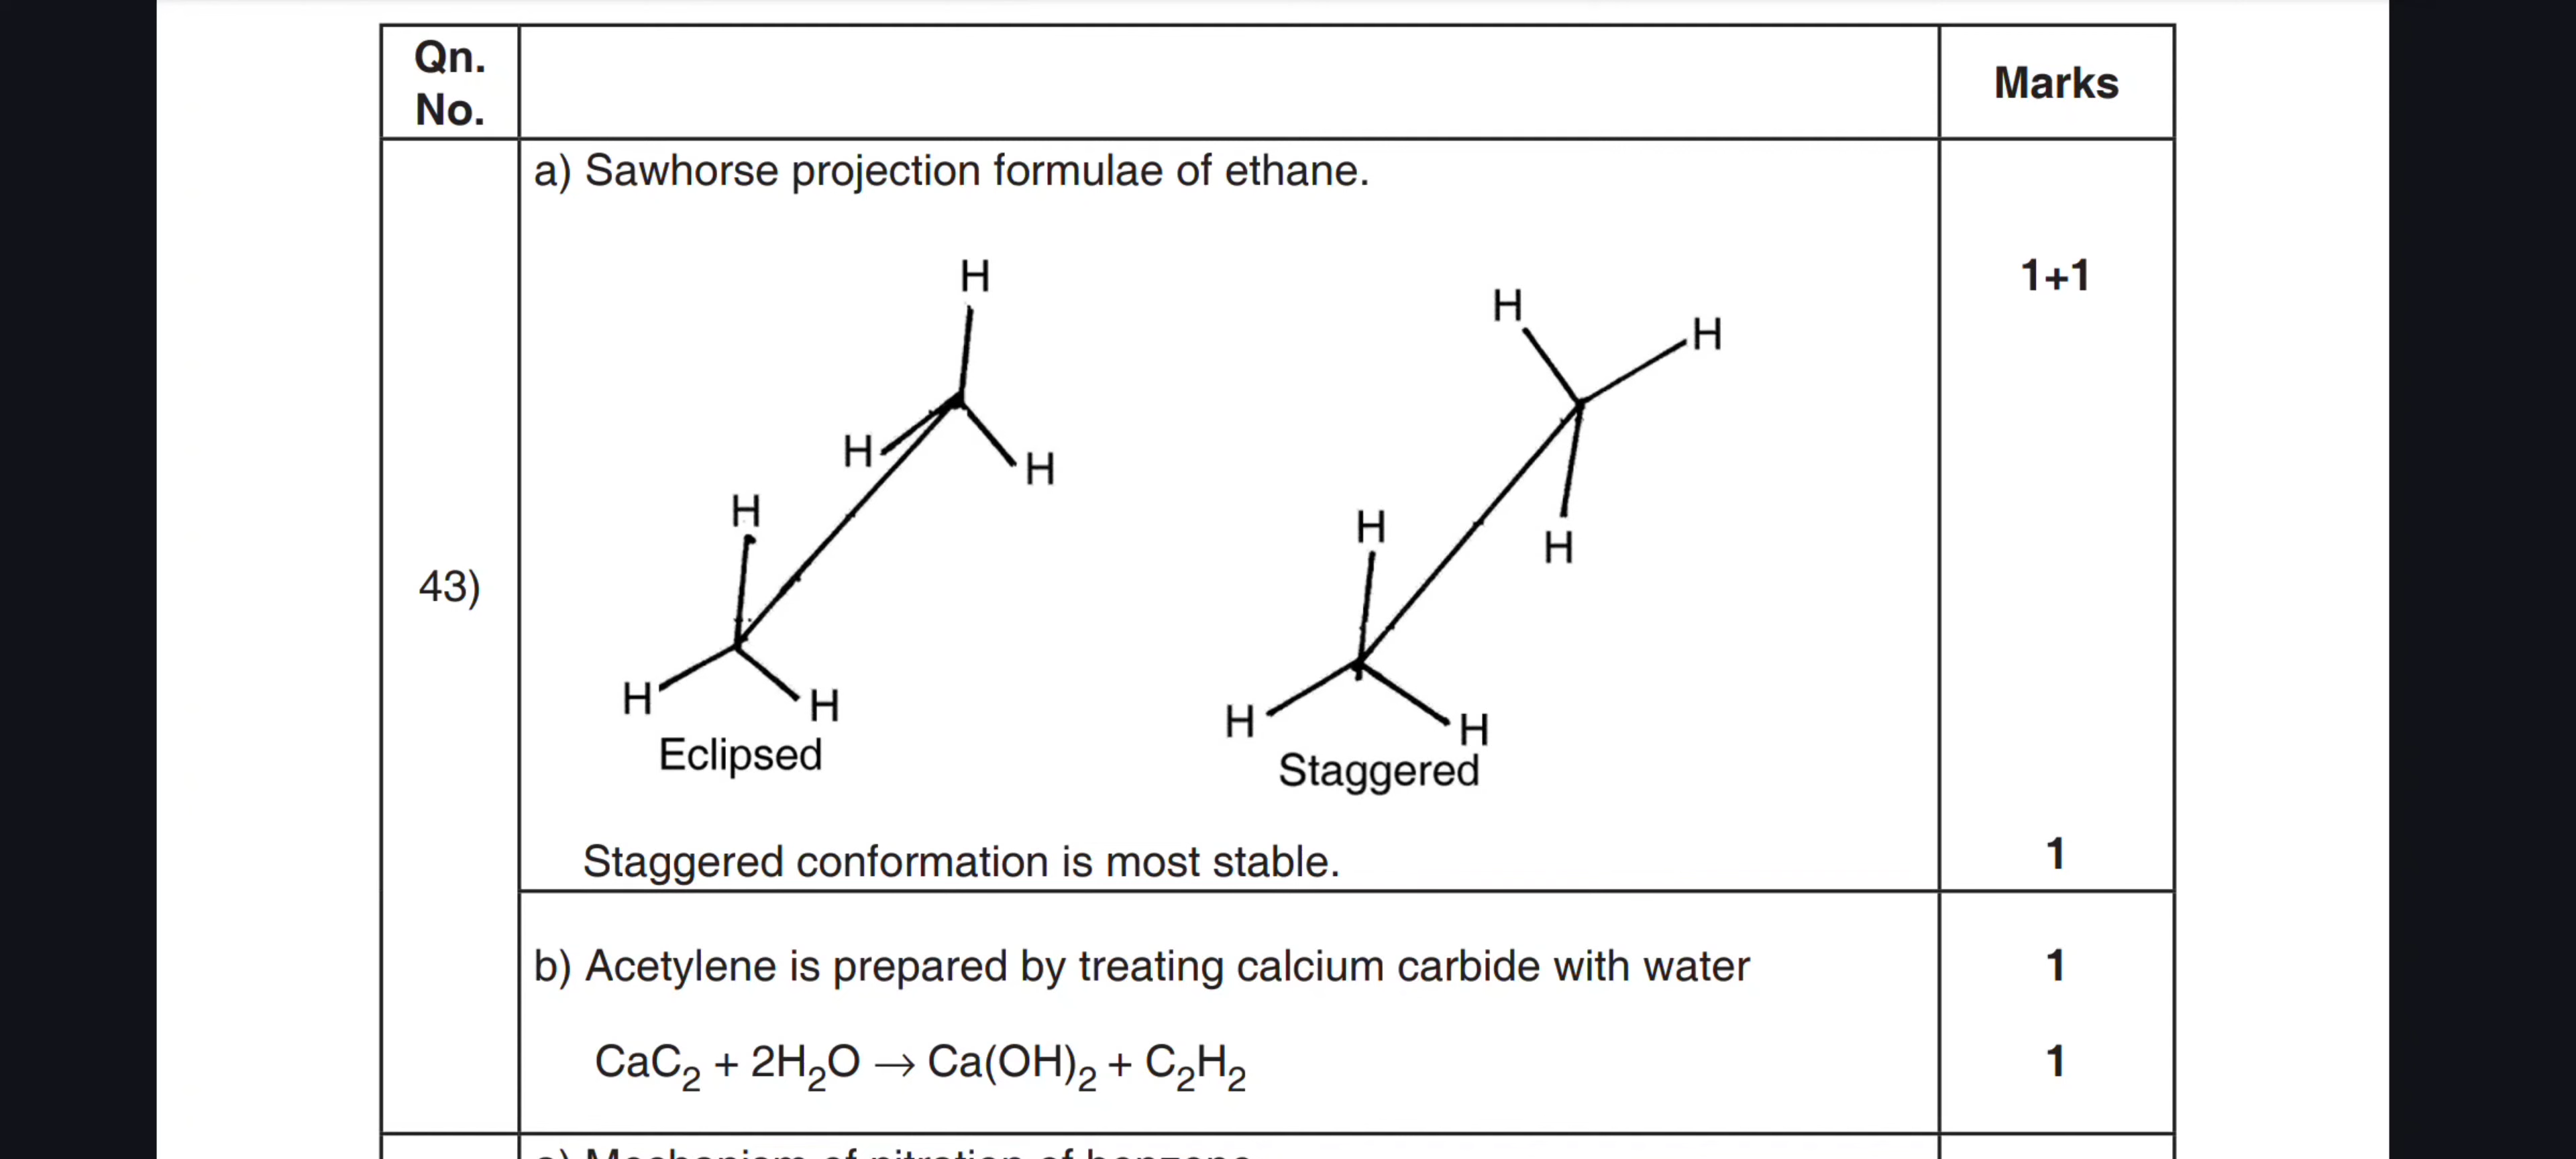 Qn.
No.
Marks
43)
a) Sawhorse projection formulae of ethane.
1+1
H
H
H
H
H
H
Eclipsed
H
H
H
H
H
H
Staggered
Staggered conformation is most stable.
1
b) Acetylene is prepared by treating calcium carbide with water
1
CaC₂ + 2H₂O → Ca(OH)₂ + C₂H₂
1